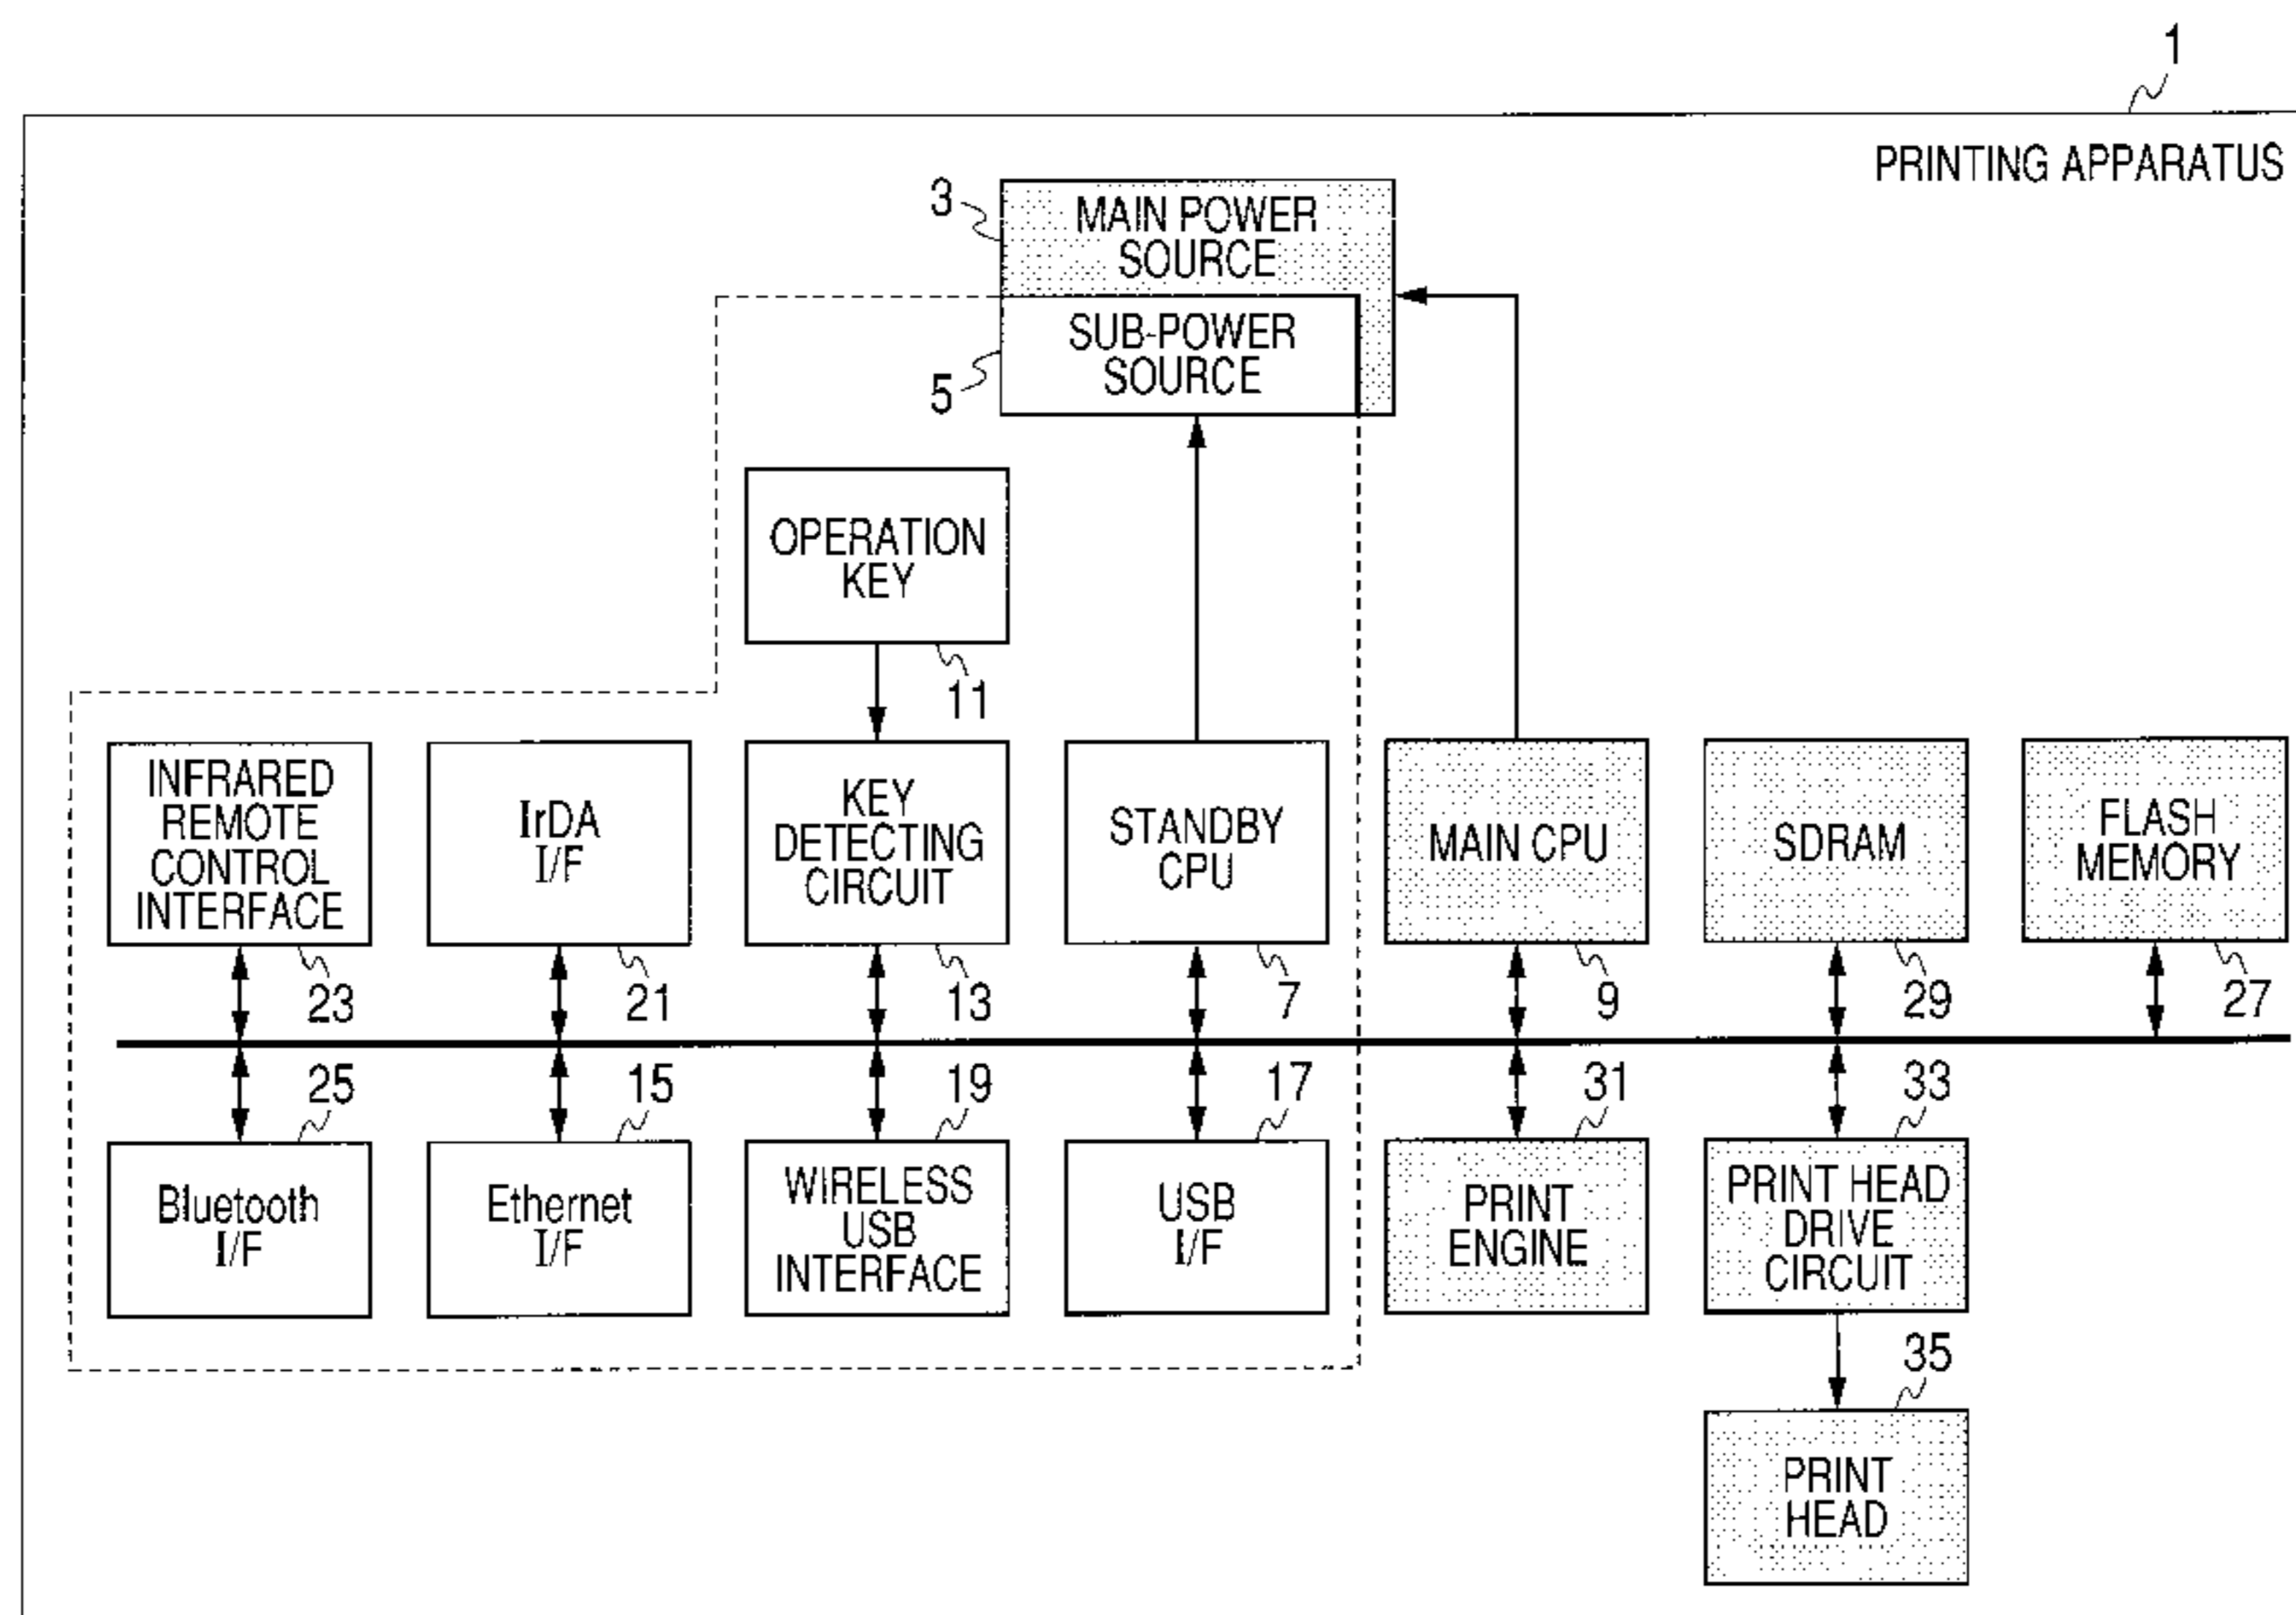 1
PRINTING APPARATUS
3
MAIN POWER
SOURCE
SUB-POWER
SOURCE
5
OPERATION
KEY
11
INFRARED
REMOTE
CONTROL
INTERFACE
23
IrDA
I/F
21
KEY
DETECTING
CIRCUIT
13
STANDBY
CPU
7
MAIN CPU
9
SDRAM
29
FLASH
MEMORY
27
25
Bluetooth
I/F
15
Ethernet
I/F
19
WIRELESS
USB
INTERFACE
17
USB
I/F
31
PRINT
ENGINE
33
PRINT HEAD
DRIVE
CIRCUIT
35
PRINT
HEAD